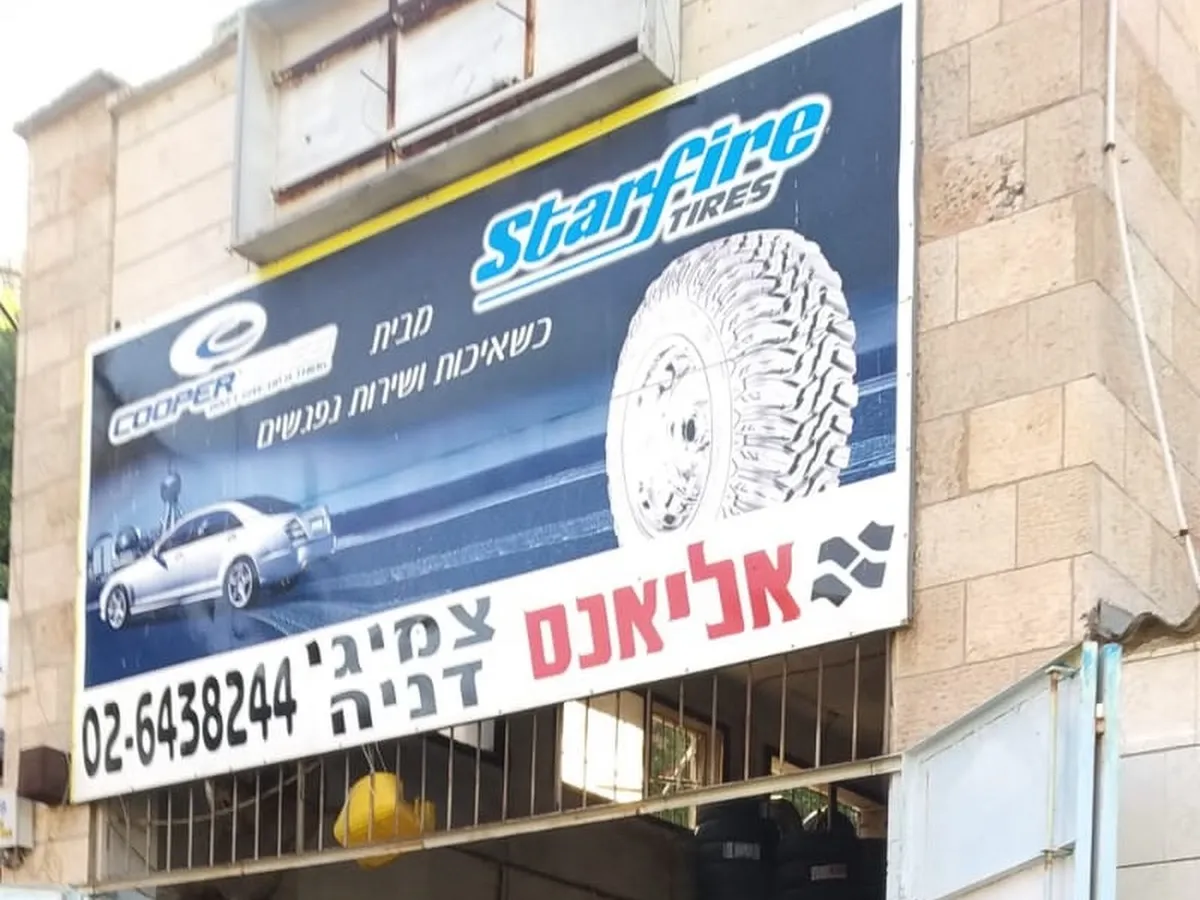 Starfire
TIRES
מבית
COOPER
כשאיכות ושירות נפגשים
אליאנס
צמיגי
דניה
02-6438244